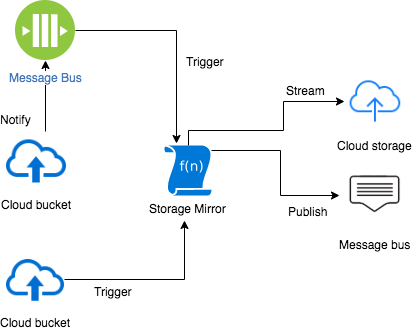 Message Bus
Trigger
Notify
Stream
Cloud storage
f(n)
Cloud bucket
Storage Mirror
Publish
Message bus
Trigger
Cloud bucket